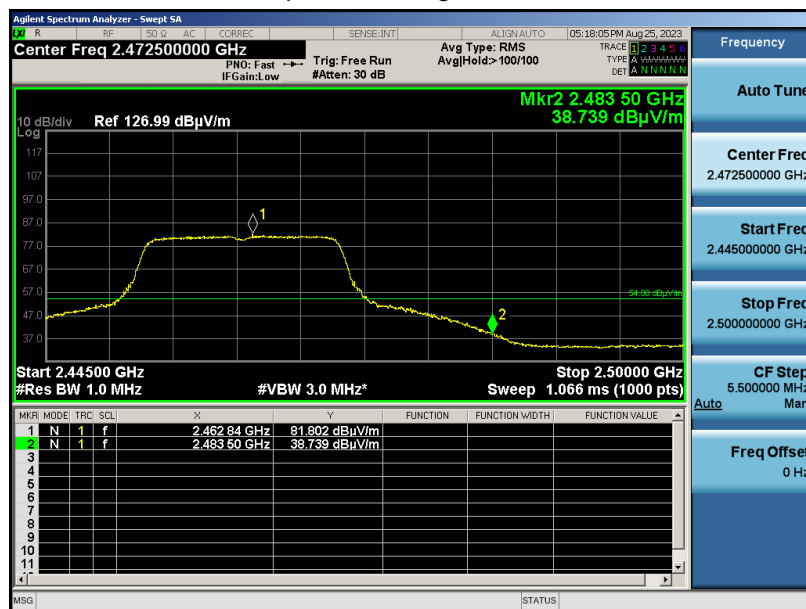 Agilent Spectrum Analyzer - Swept SA
LXI R RF 50 Ω AC CORREC SENSE:INT ALIGN AUTO 05:18:05 PM Aug 25, 2023
Center Freq 2.472500000 GHz
PNO: Fast
IFGain:Low
Trig: Free Run
#Atten: 30 dB
Avg Type: RMS
Avg|Hold:>100/100
TRACE 1 2 3 4 5 6
TYPE A
DET A N N N N N
Mkr2 2.483 50 GHz
38.739 dBµV/m
10 dB/div Ref 126.99 dBµV/m
Log
117
107
97.0
87.0
77.0
67.0
57.0
47.0
37.0
1
2
54.00 dBµV/m
Start 2.44500 GHz Stop 2.50000 GHz
#Res BW 1.0 MHz #VBW 3.0 MHz* Sweep 1.066 ms (1000 pts)
MKR MODE TRC SCL X Y FUNCTION FUNCTION WIDTH FUNCTION VALUE
1 N 1 f 2.462 84 GHz 81.802 dBµV/m
2 N 1 f 2.483 50 GHz 38.739 dBµV/m
3
4
5
6
7
8
9
10
11
MSG STATUS
Frequency
Auto Tune
Center Freq
2.472500000 GHz
Start Freq
2.445000000 GHz
Stop Freq
2.500000000 GHz
CF Step
5.500000 MHz
Auto Man
Freq Offset
0 Hz